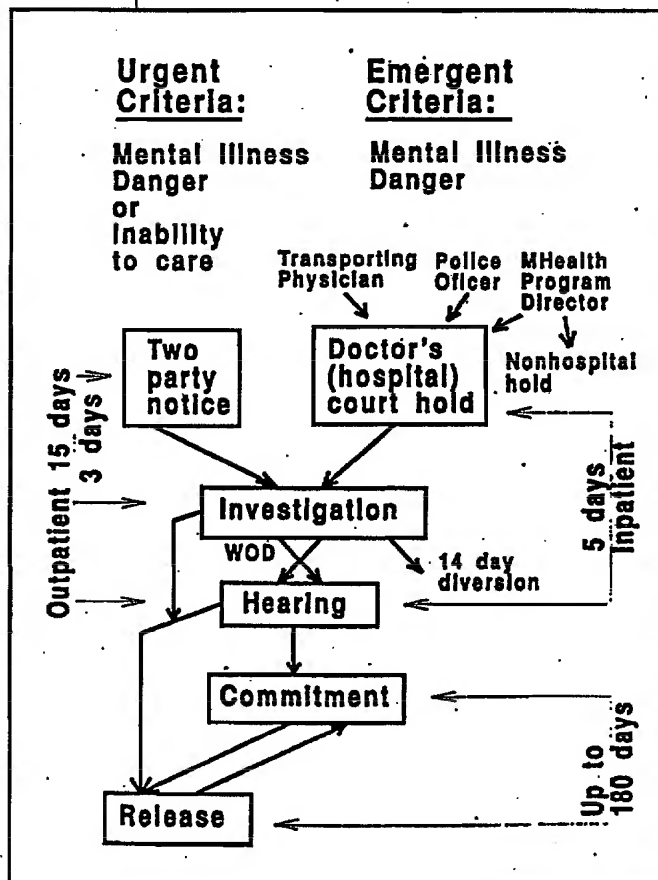 Urgent
Criteria:
Mental Illness
Danger
or
Inability
to care
Emergent
Criteria:
Mental Illness
Danger
Transporting
Physician
Police
Oficer
MHealth
Program
Director
Nonhospital
hold
Two
party
notice
Doctor's
(hospital)
court hold
Outpatient 15 days
3 days
5 days
Inpatient
Investigation
WOD
14 day
diversion
Hearing
Commitment
Up to
180 days
Release